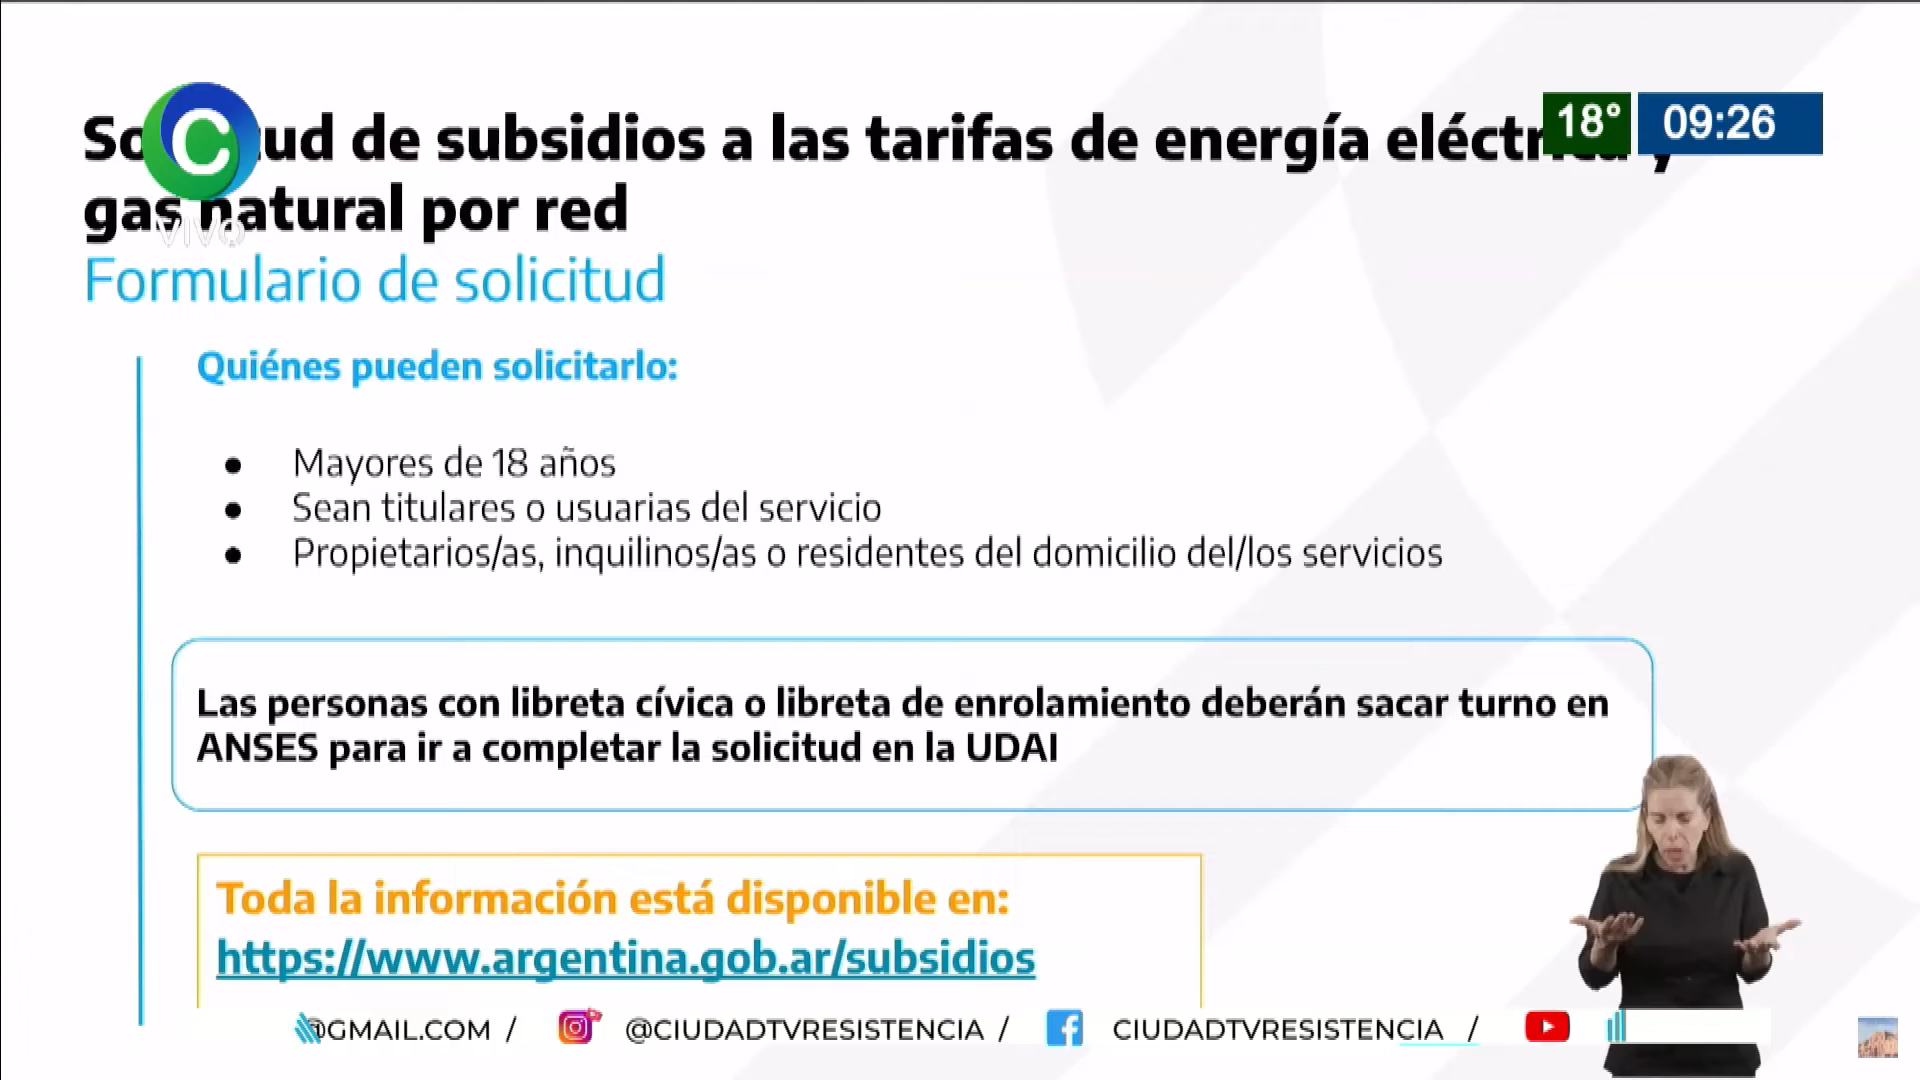 18° 09:26
de subsidios a las tarifas de energía
gas natural por red
VIVO
Formulario de solicitud
Quiénes pueden solicitarlo:
● Mayores de 18 años
● Sean titulares o usuarias del servicio
● Propietarios/as, inquilinos/as o residentes del domicilio del/los servicios
Las personas con libreta cívica o libreta de enrolamiento deberán sacar turno en
ANSES para ir a completar la solicitud en la UDAI
Toda la información está disponible en:
https://www.argentina.gob.ar/subsidios
@GMAIL.COM / @CIUDADTVRESISTENCIA / CIUDADTVRESISTENCIA /